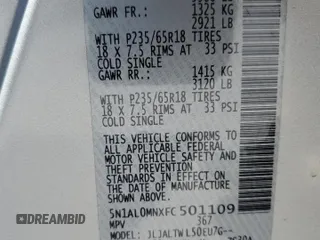 GAWR FR.: 1325 KG
2921 LB
WITH P235/65R18 TIRES
18 X 7.5 RIMS AT 33 PSI
COLD SINGLE
GAWR RR.: 1415 KG
3120 LB
WITH P235/65R18 TIRES
18 X 7.5 RIMS AT 33 PSI
COLD SINGLE
THIS VEHICLE CONFORMS TO ALL
APPLICABLE FEDERAL MOTOR
VEHICLE SAFETY AND THEFT
PREVENTION STANDARDS IN
EFFECT ON THE DATE OF
MANUFACTURE SHOWN ABOVE.
5N1AL0MNXFC501109
MPV 367
MODEL: